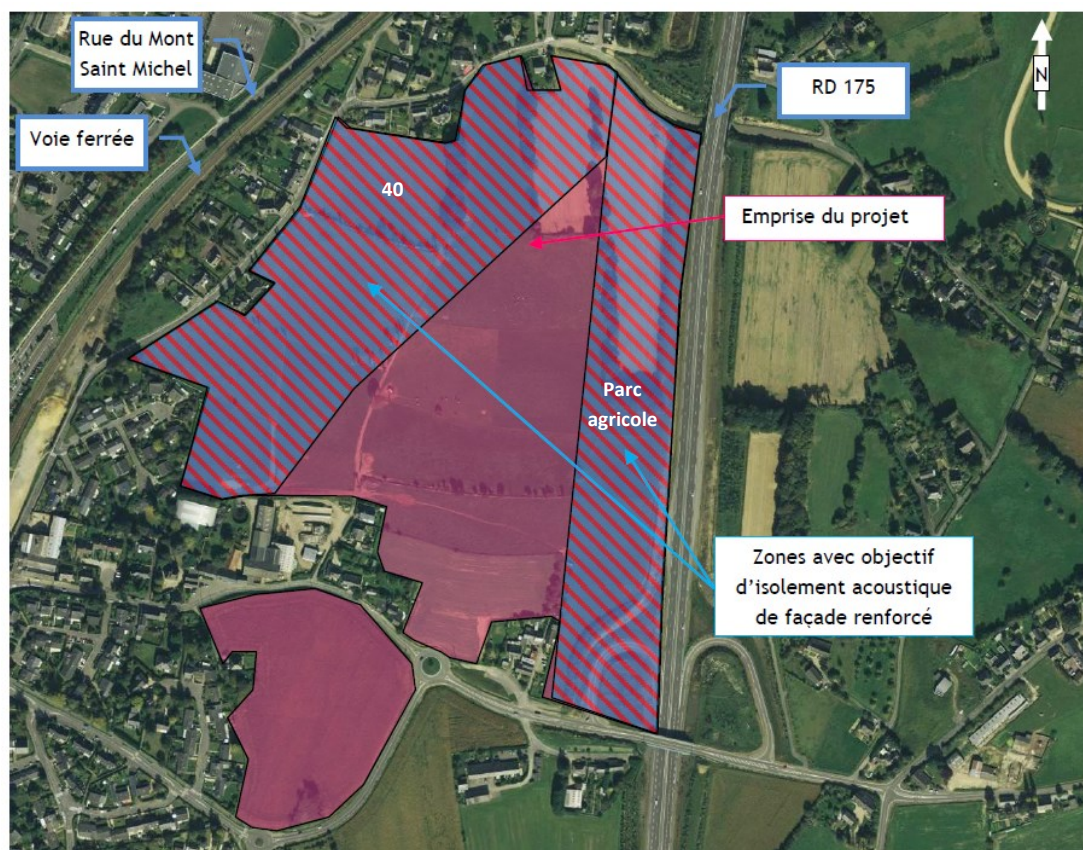 Rue du Mont
Saint Michel
Voie ferrée
RD 175
N
40
Emprise du projet
Parc
agricole
Zones avec objectif
d’isolement acoustique
de façade renforcé